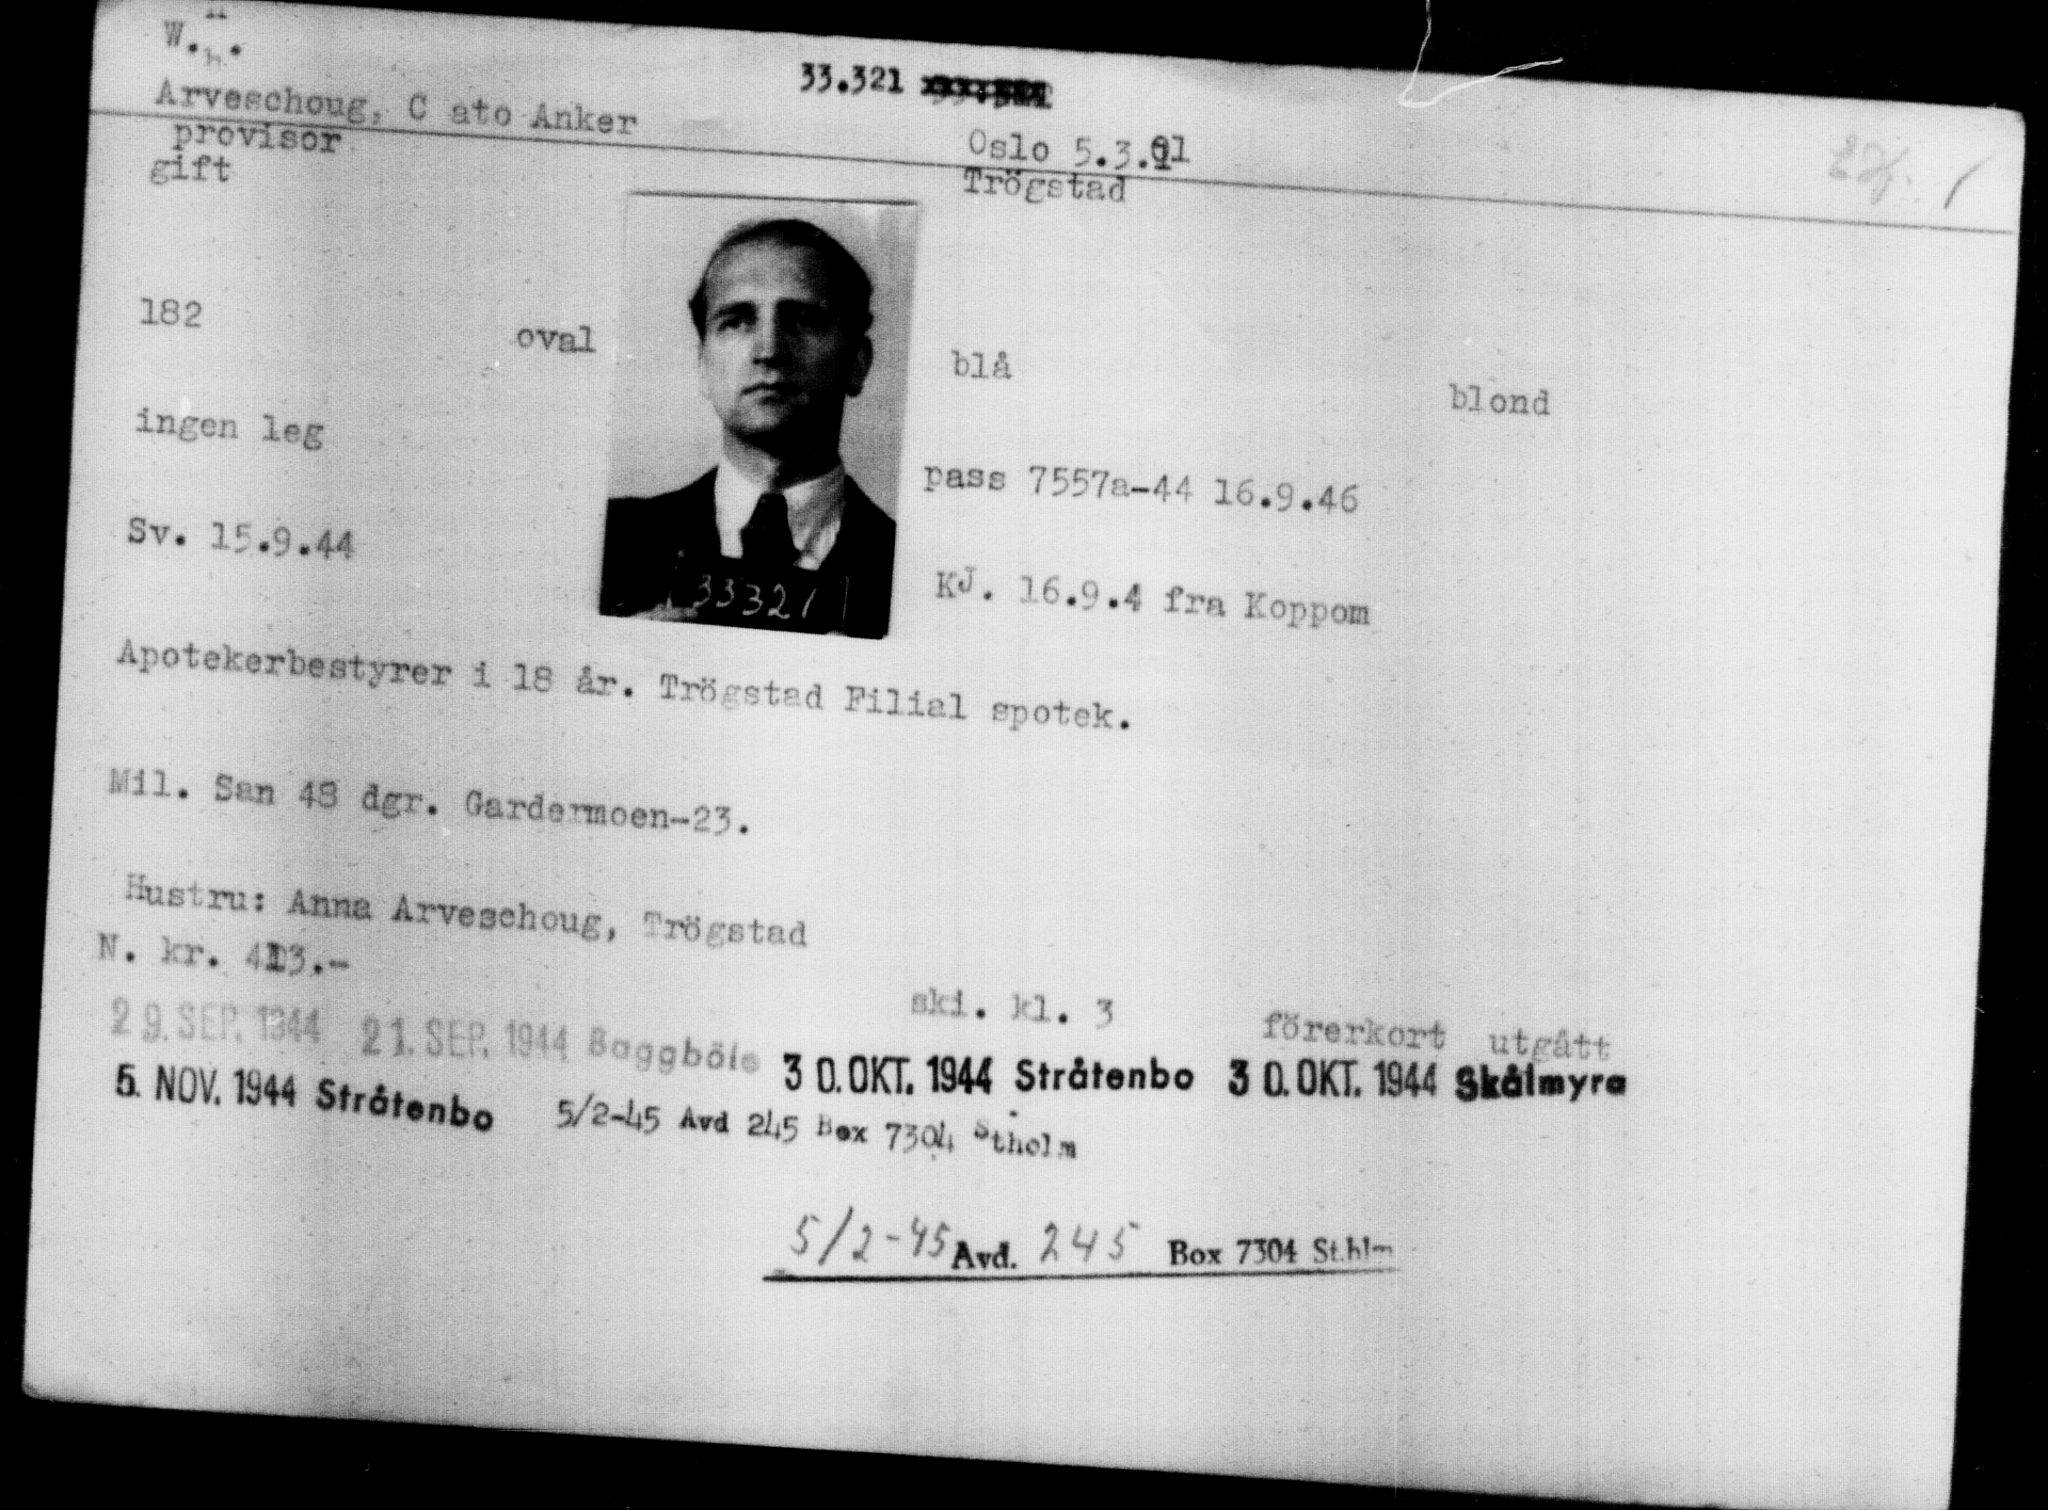 W.
33.321
Arveschoug, C ato Anker
Oslo 5.3.01
provisor
Trögstad
gift
182
oval
blå
blond
ingen leg
pass 7557a-44 16.9.46
Sv. 15.9.44
33321
KJ. 16.9.4 fra Koppom
Apotekerbestyrer i 18 år. Trögstad Filial spotek.
Mil. San 48 dgr. Gardermoen-23.
Hustru: Anna Arveschoug, Trögstad
N. kr. 413.-
ski. kl. 3
förerkort utgått
29. SEP. 1944 21. SEP. 1944 Baggböle 30. OKT. 1944 Stråtenbo 30. OKT. 1944 Skålmyra
5. NOV. 1944 Stråtenbo 5/2-45 Avd 245 Box 7304 Stholm
5/2-45 Avd. 245 Box 7304 St.hlm